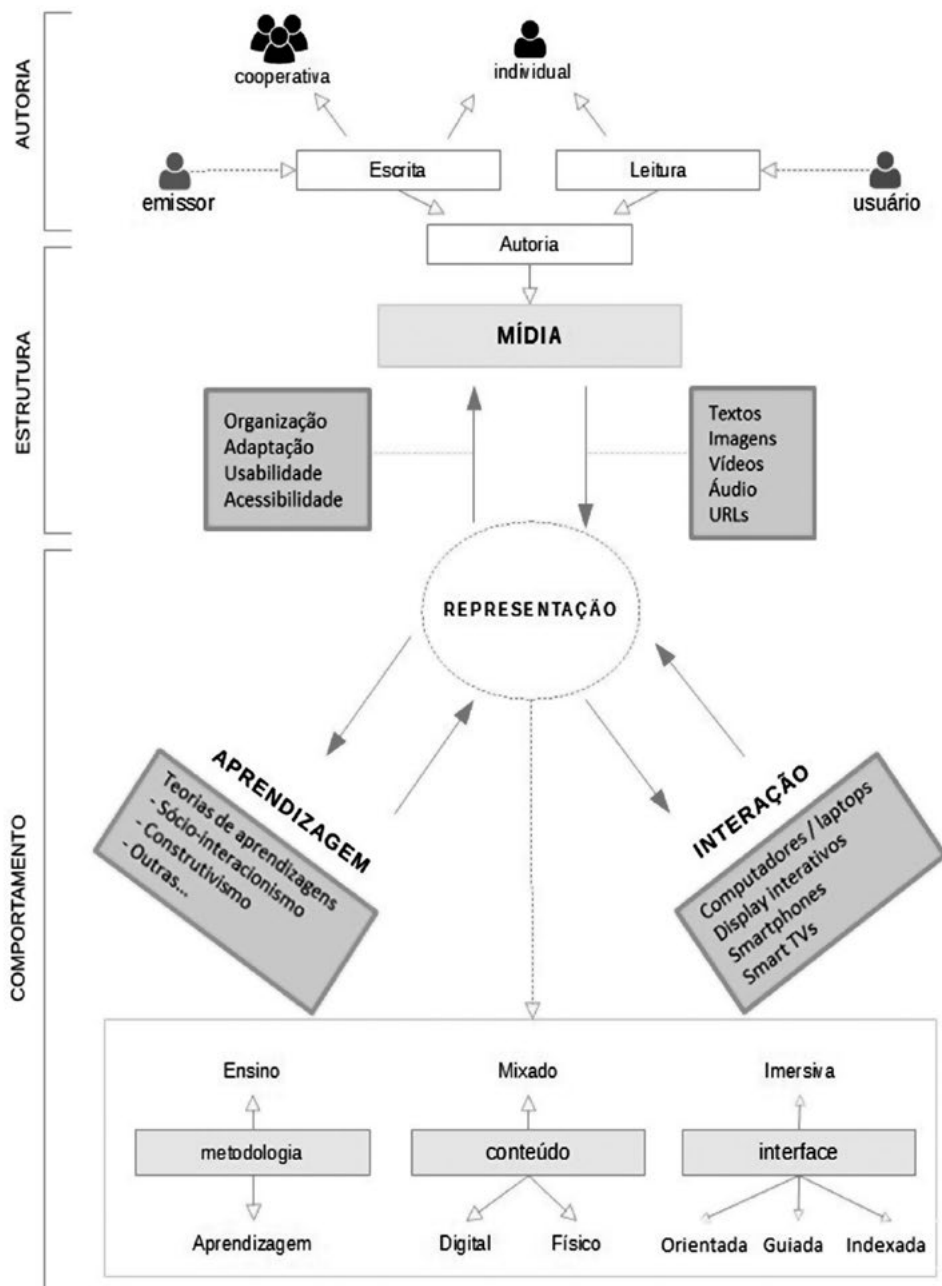 AUTORIA
cooperativa
individual
Escrita
Leitura
emissor
usuário
Autoria
ESTRUTURA
MÍDIA
Organização
Adaptação
Usabilidade
Acessibilidade
Textos
Imagens
Vídeos
Áudio
URLs
COMPORTAMENTO
REPRESENTAÇÃO
APRENDIZAGEM
Teorias de aprendizagens
- Sócio-interacionismo
- Construtivismo
- Outras...
INTERAÇÃO
Computadores / laptops
Display interativos
Smartphones
Smart TVs
Ensino
metodologia
Aprendizagem
Mixado
conteúdo
Digital
Físico
Imersiva
interface
Orientada
Guiada
Indexada